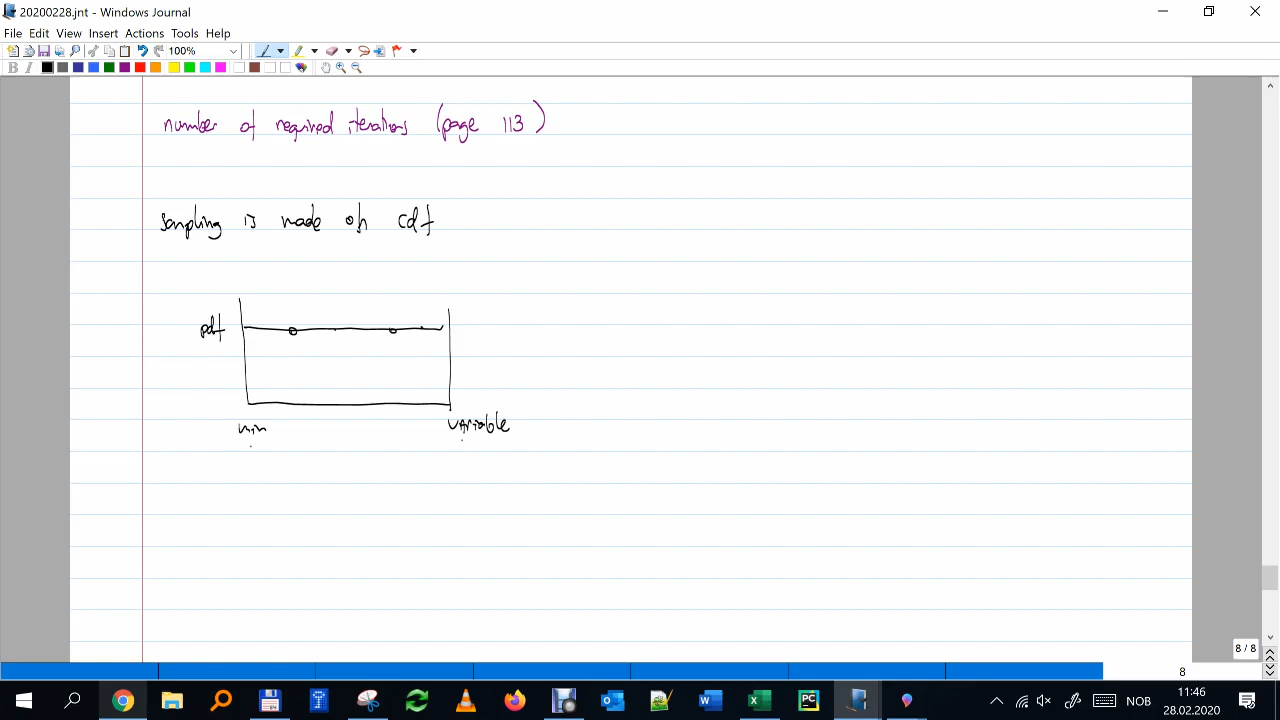 20200228.jnt - Windows Journal
File Edit View Insert Actions Tools Help
100%
B I
number of required iterations (page 113)
sampling is made on cdf
pdf
min variable
8 / 8
8
NOB
11:46
28.02.2020